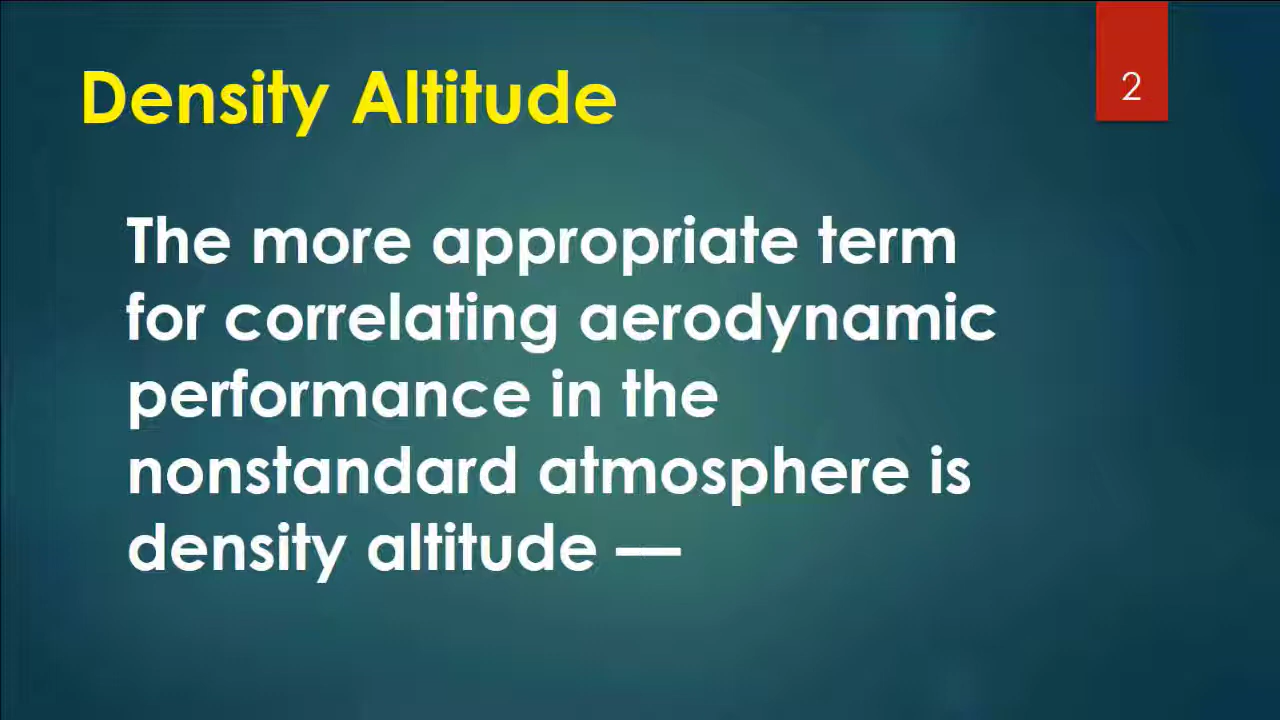 Density Altitude
2
The more appropriate term
for correlating aerodynamic
performance in the
nonstandard atmosphere is
density altitude —